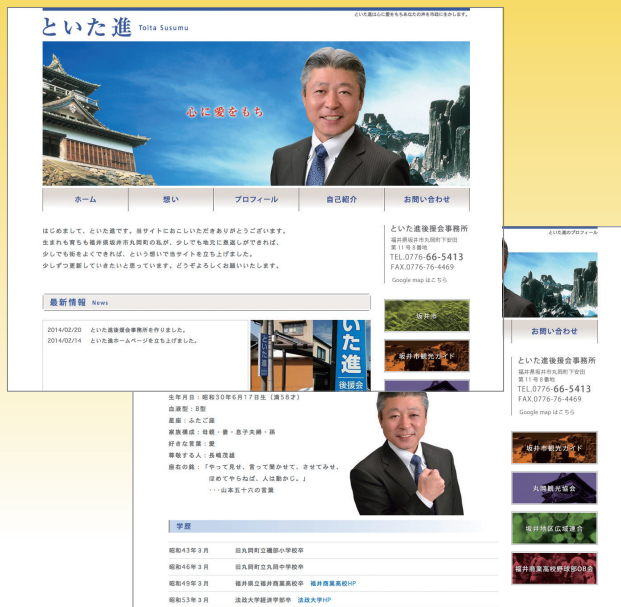 といた進 Toita Susumu
といた進は心に愛をもちあなたの声を市政に生かします。
心に愛をもち
ホーム
想い
プロフィール
自己紹介
お問い合わせ
はじめまして、といた進です。当サイトにおこしいただきありがとうございます。
生まれも育ちも福井県坂井市丸岡町の私が、少しでも地元に恩返しができれば、
少しでも街をよくできれば、という想いで当サイトを立ち上げました。
少しずつ更新していきたいと思っています。どうぞよろしくお願いいたします。
といた進後援会事務所
福井県坂井市丸岡町下安田
第11号8番地
TEL.0776-66-5413
FAX.0776-76-4469
Google map はこちら
最新情報 News
2014/02/20 といた進後援会事務所を作りました。
2014/02/14 といた進ホームページを立ち上げました。
いた進
後援会
といた進
坂井市
坂井市観光ガイド
といた進のプロフィール
お問い合わせ
といた進後援会事務所
福井県坂井市丸岡町下安田
第11号8番地
TEL.0776-66-5413
FAX.0776-76-4469
Google map はこちら
坂井市観光ガイド
丸岡観光協会
坂井地区広域連合
福井商業高校野球部OB会
生年月日：昭和30年6月17日生（満58才）
血液型：B型
星座：ふたご座
家族構成：母親・妻・息子夫婦・孫
好きな言葉：愛
尊敬する人：長嶋茂雄
座右の銘：「やって見せ、言って聞かせて、させてみせ、
ほめてやらねば、人は動かじ。」
・・・山本五十六の言葉
学歴
昭和43年3月 旧丸岡町立磯部小学校卒
昭和46年3月 旧丸岡町立丸岡中学校卒
昭和49年3月 福井県立福井商業高校卒 福井商業高校HP
昭和53年3月 法政大学経済学部卒 法政大学HP